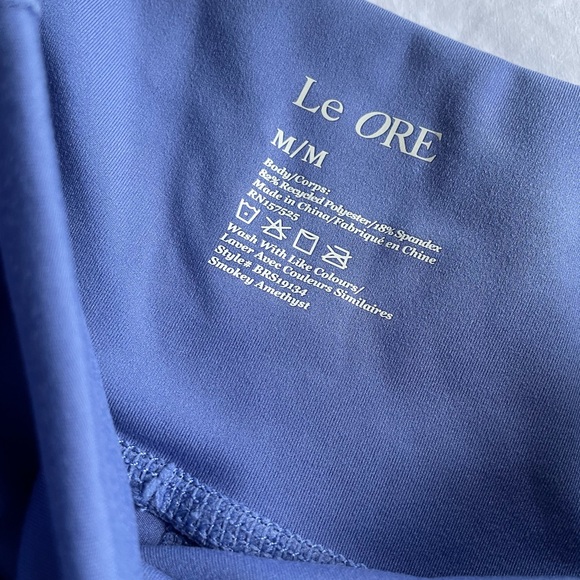 Le ORE
M/M
Body/Corps:
82% Recycled Polyester/18% Spandex
Made in China/Fabriqué en Chine
RN157525
Wash With Like Colours/
Laver Avec Couleurs Similaires
Style# BRS19134
Smokey Amethyst